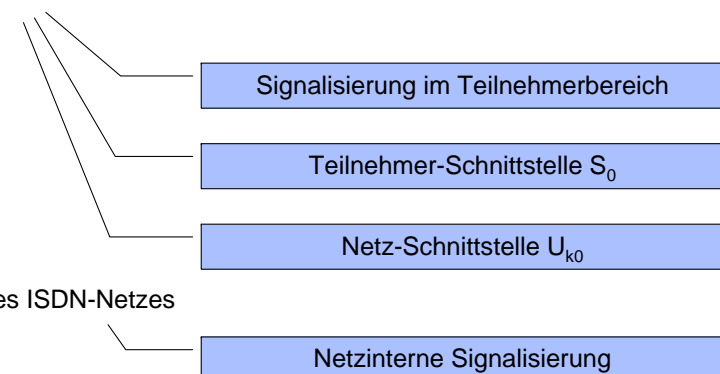 Signalisierung im Teilnehmerbereich
Teilnehmer-Schnittstelle S₀
Netz-Schnittstelle Uₖ₀
es ISDN-Netzes
Netzinterne Signalisierung